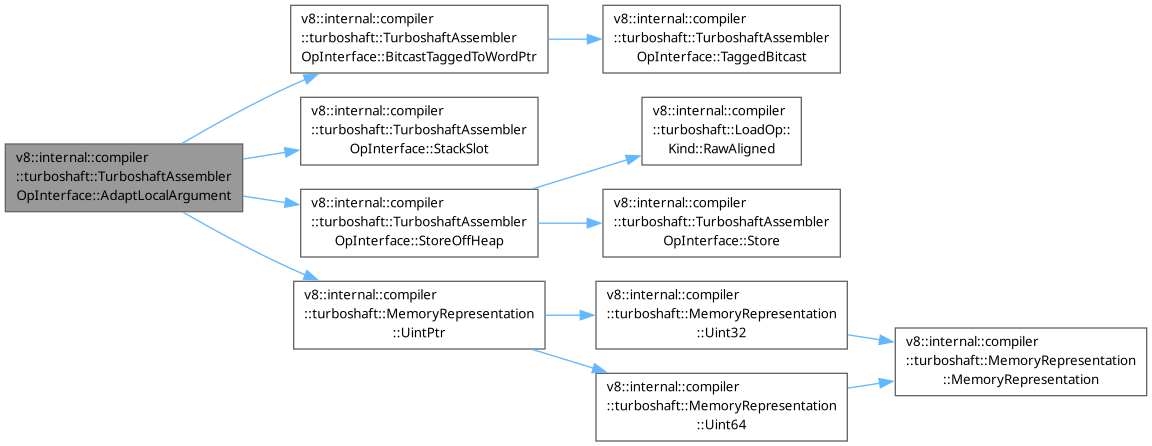 v8::internal::compiler
::turboshaft::TurboshaftAssembler
OpInterface::AdaptLocalArgument
v8::internal::compiler
::turboshaft::TurboshaftAssembler
OpInterface::BitcastTaggedToWordPtr
v8::internal::compiler
::turboshaft::TurboshaftAssembler
OpInterface::TaggedBitcast
v8::internal::compiler
::turboshaft::TurboshaftAssembler
OpInterface::StackSlot
v8::internal::compiler
::turboshaft::TurboshaftAssembler
OpInterface::StoreOffHeap
v8::internal::compiler
::turboshaft::LoadOp::
Kind::RawAligned
v8::internal::compiler
::turboshaft::TurboshaftAssembler
OpInterface::Store
v8::internal::compiler
::turboshaft::MemoryRepresentation
::UintPtr
v8::internal::compiler
::turboshaft::MemoryRepresentation
::Uint32
v8::internal::compiler
::turboshaft::MemoryRepresentation
::Uint64
v8::internal::compiler
::turboshaft::MemoryRepresentation
::MemoryRepresentation